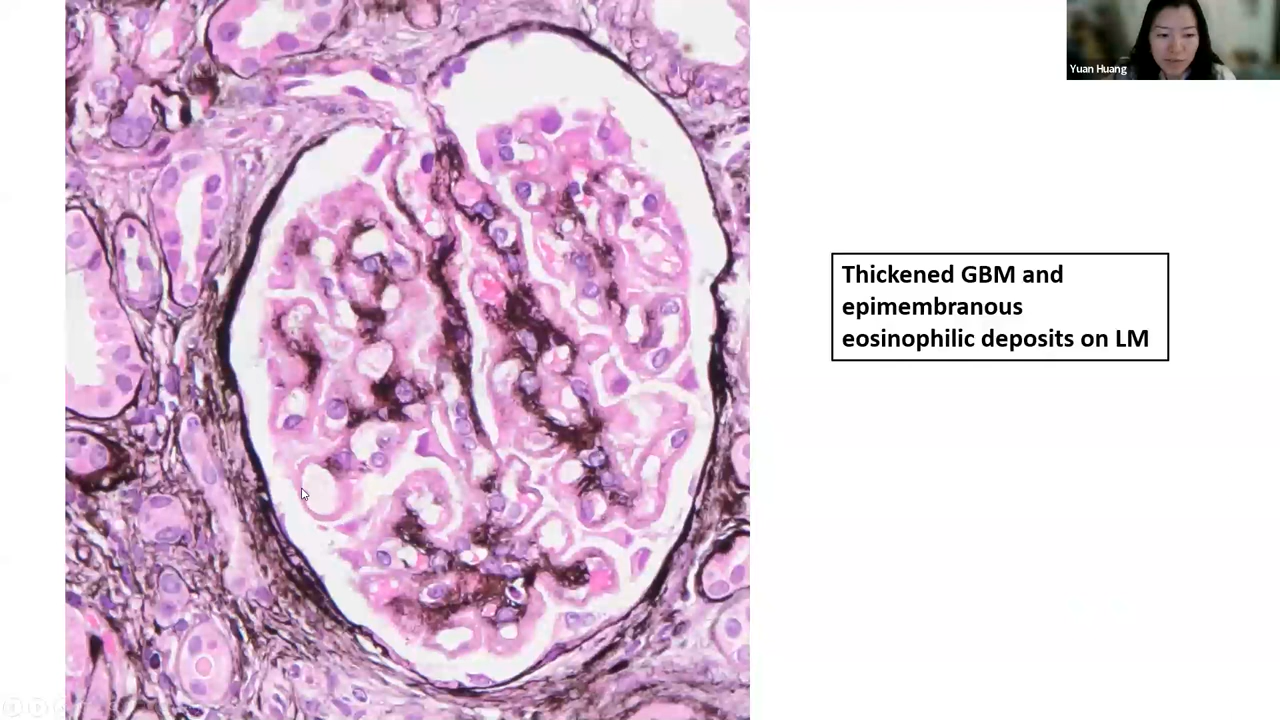 Yuan Huang
Thickened GBM and
epimembranous
eosinophilic deposits on LM